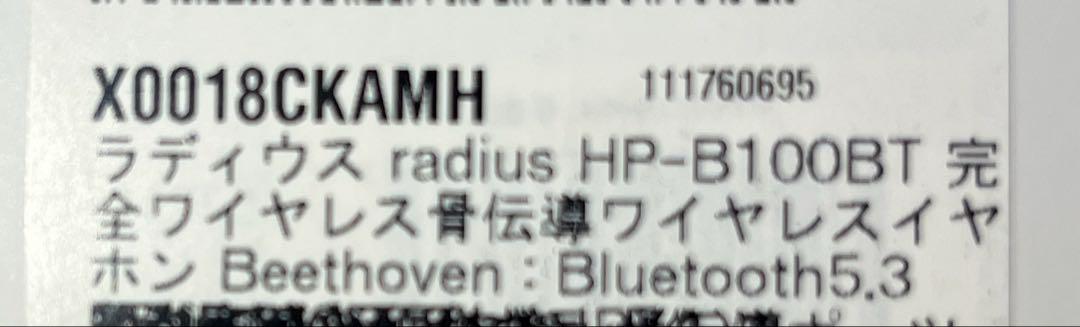 X0018CKAMH 111760695
ラディウス radius HP-B100BT 完
全ワイヤレス骨伝導ワイヤレスイヤ
ホン Beethoven：Bluetooth5.3